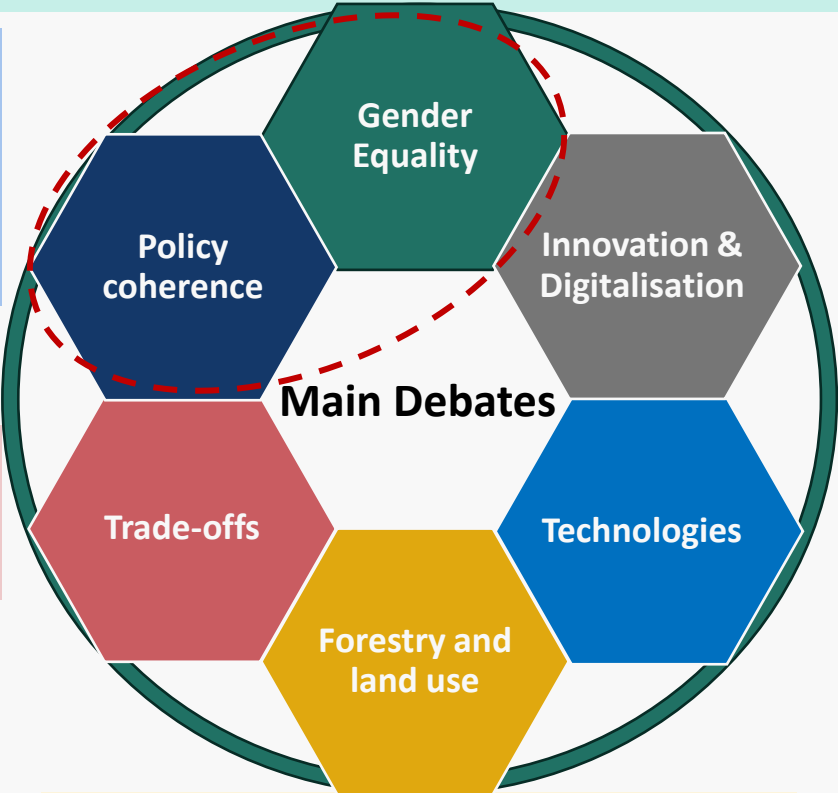 Gender
Equality
Policy
coherence
Innovation &
Digitalisation
Main Debates
Trade-offs
Technologies
Forestry and
land use